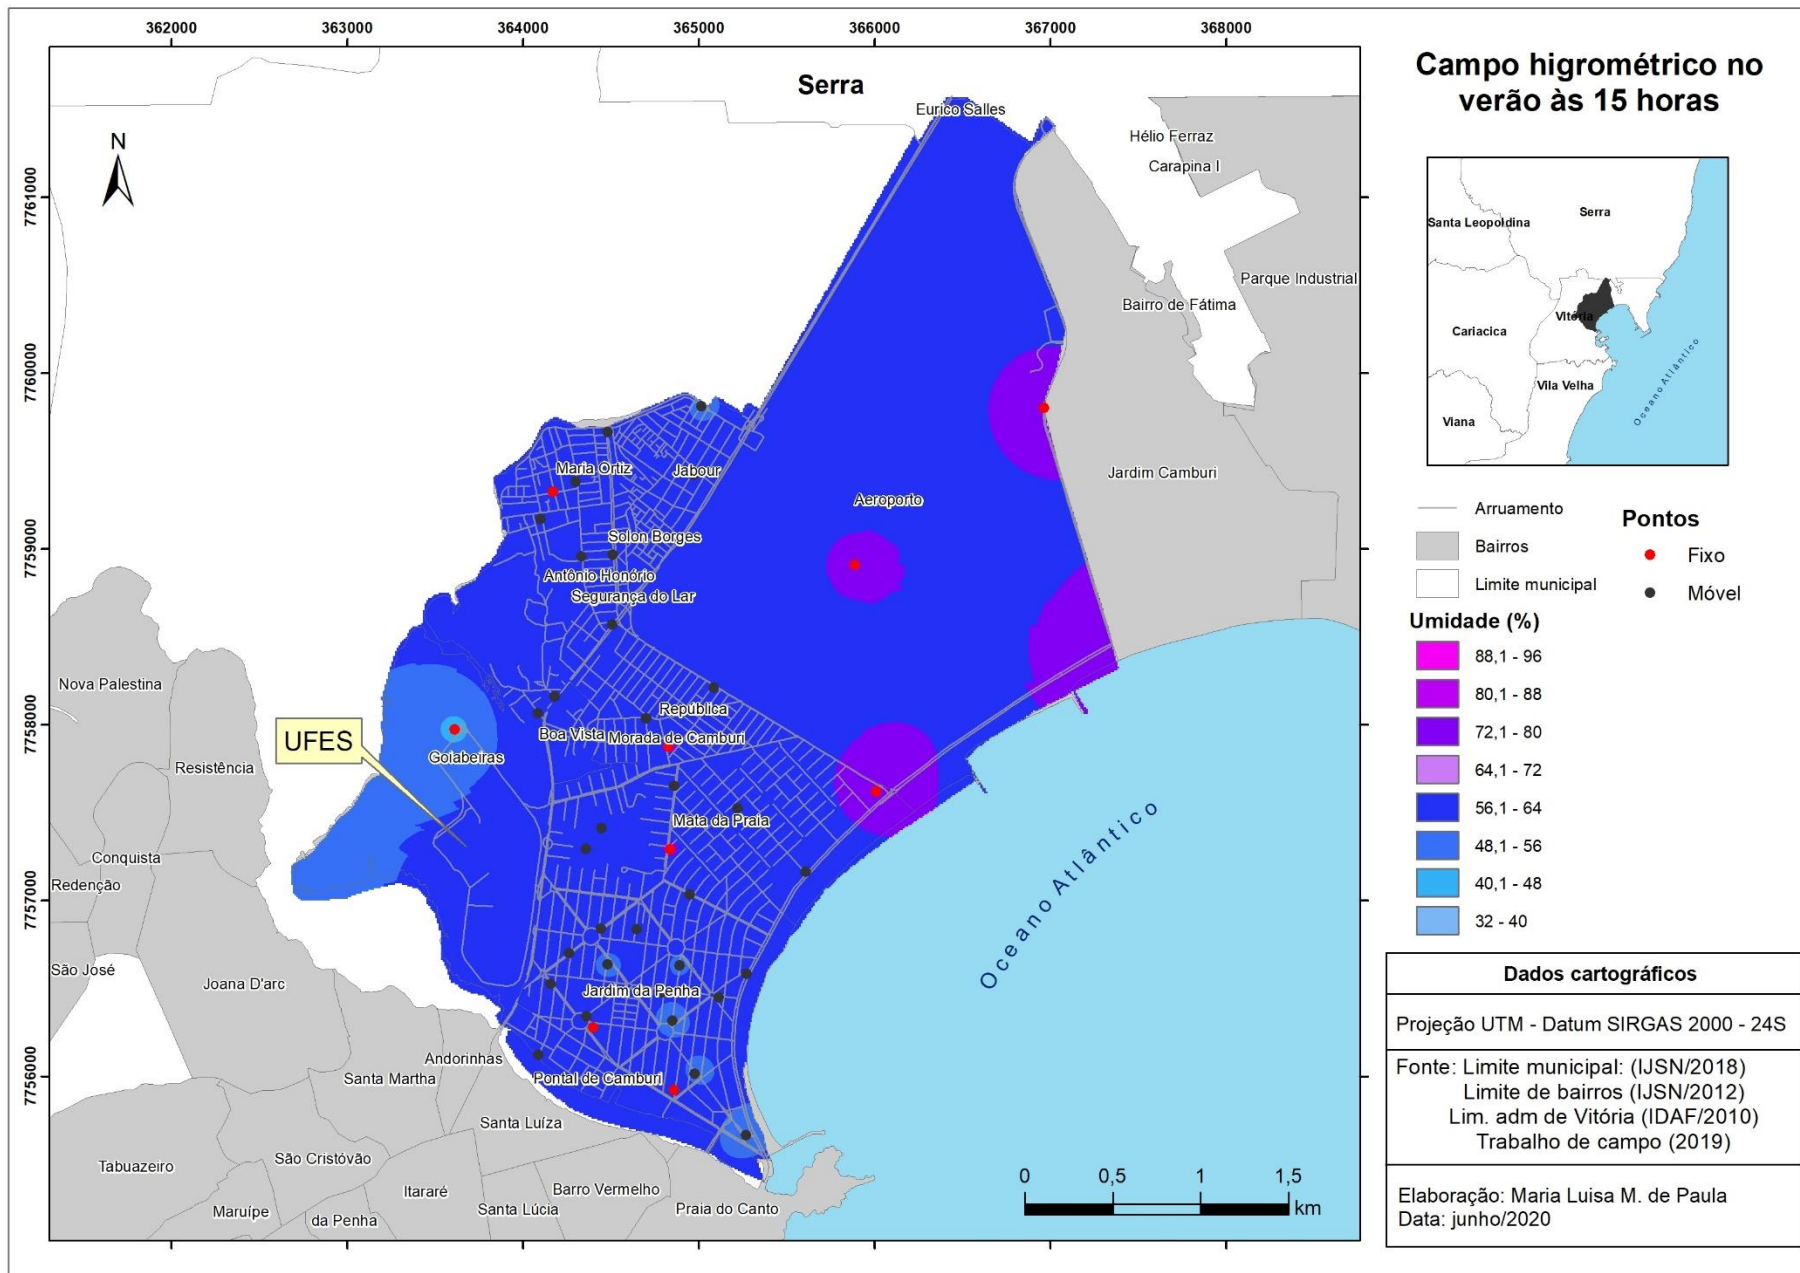 362000
363000
364000
365000
366000
367000
368000
7761000
7760000
7759000
7758000
7757000
7756000
N
Serra
Eurico Salles
Hélio Ferraz
Carapina I
Parque Industrial
Bairro de Fátima
Maria Ortiz
Jabour
Jardim Camburi
Aeroporto
Solon Borges
Antônio Honório
Segurança do Lar
Nova Palestina
República
Boa Vista
Morada de Camburi
UFES
Goiabeiras
Resistência
Mata da Praia
Conquista
Redenção
São José
Joana D'arc
Jardim da Penha
Oceano Atlântico
Andorinhas
Santa Martha
Pontal de Camburi
Santa Luíza
Tabuazeiro
São Cristóvão
Itararé
Barro Vermelho
Maruípe
da Penha
Santa Lúcia
Praia do Canto
0 0,5 1 1,5
km
Campo higrométrico no
verão às 15 horas
Santa Leopoldina
Serra
Cariacica
Vitória
Vila Velha
Viana
Oceano Atlântico
Arruamento
Bairros
Limite municipal
Pontos
Fixo
Móvel
Umidade (%)
88,1 - 96
80,1 - 88
72,1 - 80
64,1 - 72
56,1 - 64
48,1 - 56
40,1 - 48
32 - 40
Dados cartográficos
Projeção UTM - Datum SIRGAS 2000 - 24S
Fonte: Limite municipal: (IJSN/2018)
Limite de bairros (IJSN/2012)
Lim. adm de Vitória (IDAF/2010)
Trabalho de campo (2019)
Elaboração: Maria Luisa M. de Paula
Data: junho/2020